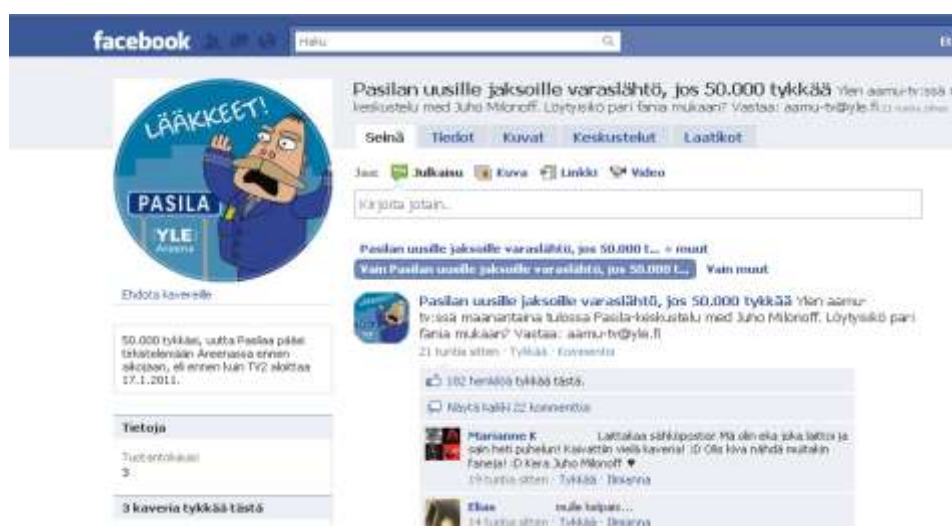 facebook
Haku
LÄÄKKEET!
PASILA
YLE
Areena
Ehdota kavereille
50.000 tykkää, uutta Pasilaa pääsi
tiirailemaan Areenassa ennen
aikojaan, eli ennen kuin TV2 aloittaa
17.1.2011.
Tietoja
Tuotantokausi
3
3 kaveria tykkää tästä
Pasilan uusille jaksoille varaslähtö, jos 50.000 tykkää Ylen aamu-tv:ssä
keskustelu med Juho Milonoff. Löytyisikö pari fania mukaan? Vastaa: aamu-tv@yle.fi
Seinä Tiedot Kuvat Keskustelut Laatikot
Jaa: Julkaisu Kuva Linkki Video
Kirjoita jotain...
Pasilan uusille jaksoille varaslähtö, jos 50.000 t... + muut
Vain Pasilan uusille jaksoille varaslähtö, jos 50.000 t... Vain muut
Pasilan uusille jaksoille varaslähtö, jos 50.000 tykkää Ylen aamu-
tv:ssä maanantaina tulossa Pasila-keskustelu med Juho Milonoff. Löytyisikö pari
fania mukaan? Vastaa: aamu-tv@yle.fi
21 tuntia sitten · Tykkää · Kommentoi
182 henkilöä tykkää tästä.
Näytä kaikki 22 kommenttia
Marianne K Laittakaa sähköpostia! Mä olin eka joka laittoi ja
sain heti puhelun! Kaivattiin vielä kaveria! :D Olis kiva nähdä muitakin
faneja! :D Kera Juho Milonoff ♥
19 tuntia sitten · Tykkää · Ilmianna
Elias mulle kelpais...
14 tuntia sitten · Tykkää · Ilmianna